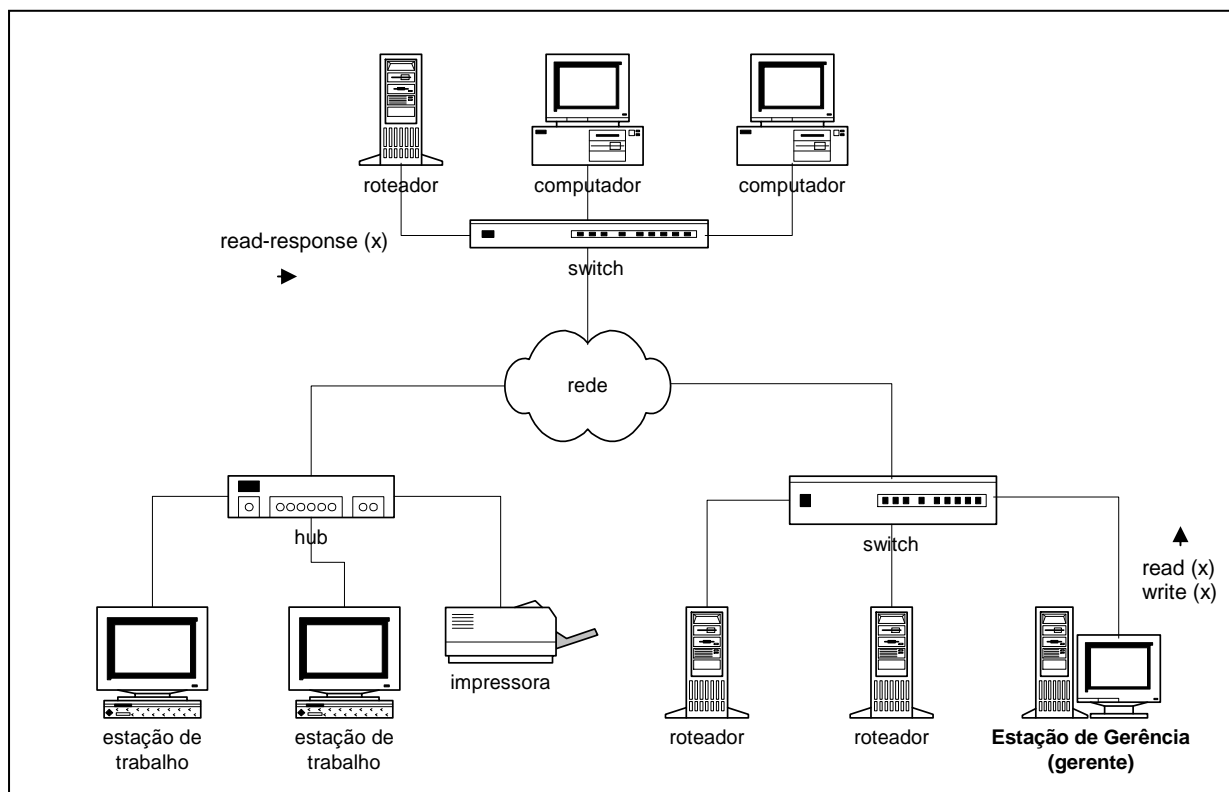 roteador
computador
computador
read-response (x)
switch
rede
hub
switch
read (x)
write (x)
impressora
estação de
trabalho
estação de
trabalho
roteador
roteador
Estação de Gerência
(gerente)